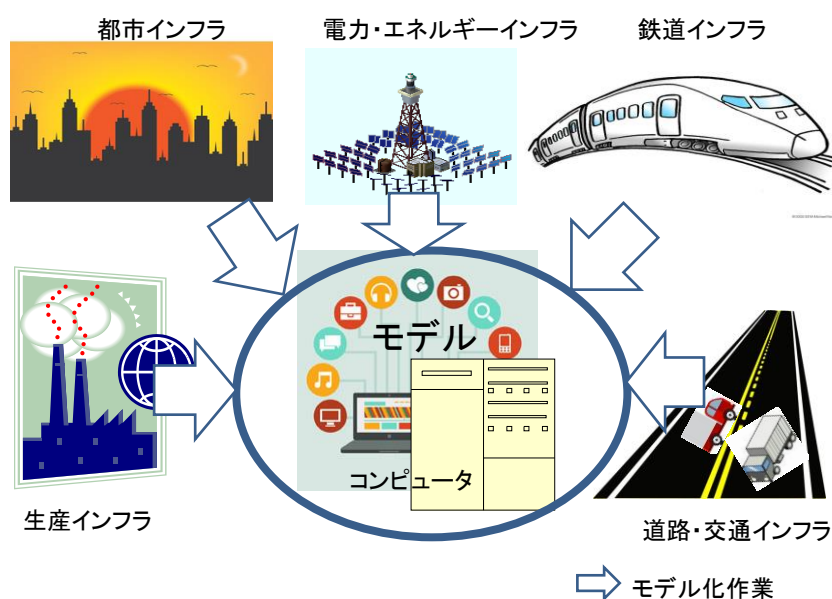 都市インフラ
電力・エネルギーインフラ
鉄道インフラ
モデル
コンピュータ
生産インフラ
道路・交通インフラ
モデル化作業